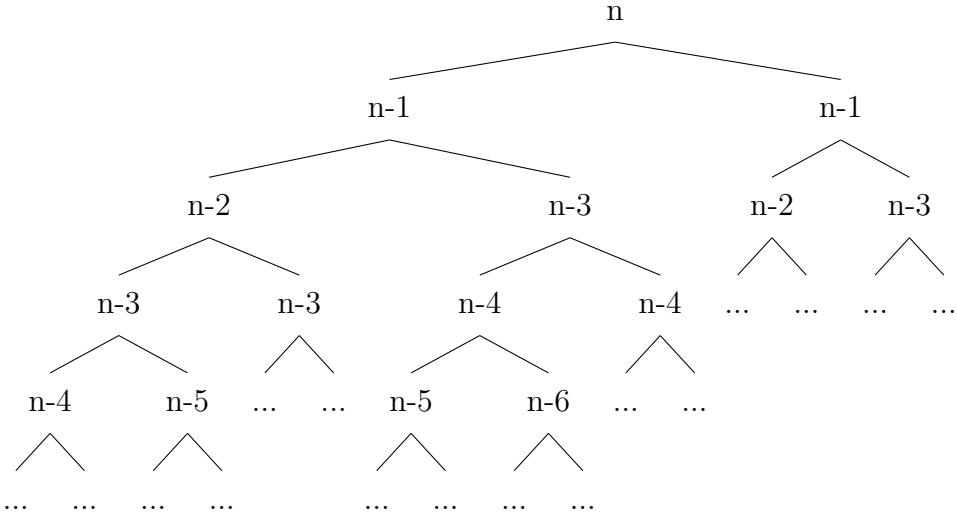 n
n-1 n-1
n-2 n-3 n-2 n-3
n-3 n-3 n-4 n-4 ... ... ... ...
n-4 n-5 ... ... n-5 n-6 ... ...
... ... ... ... ... ... ... ...